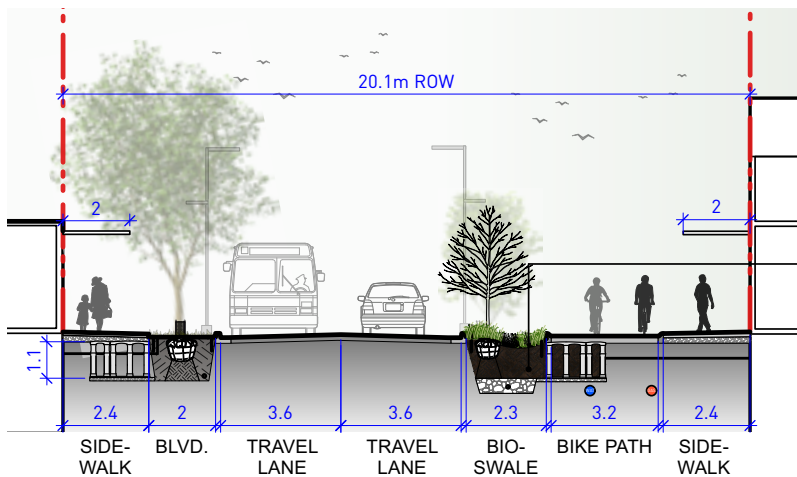 20.1m ROW
2
2
1.1
2.4
2
3.6
3.6
2.3
3.2
2.4
SIDE-
WALK
BLVD.
TRAVEL
LANE
TRAVEL
LANE
BIO-
SWALE
BIKE PATH
SIDE-
WALK